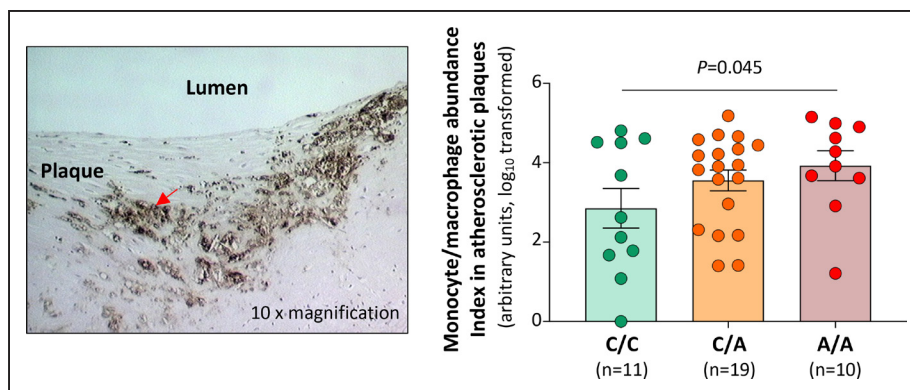 Lumen
Plaque
10 x magnification
Monocyte/macrophage abundance
Index in atherosclerotic plaques
(arbitrary units, log₁₀ transformed)
P=0.045
6
4
2
0
C/C
C/A
A/A
(n=11)
(n=19)
(n=10)